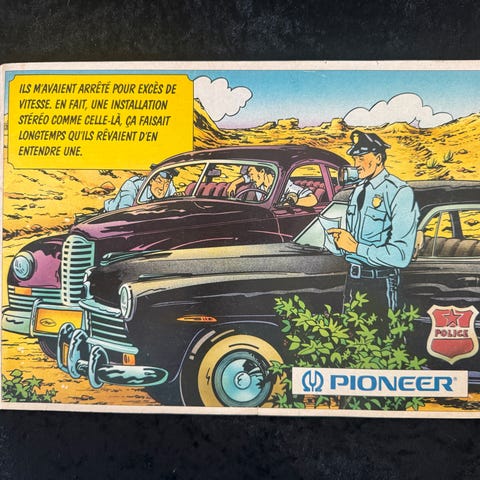 ILS M'AVAIENT ARRÊTÉ POUR EXCÈS DE
VITESSE. EN FAIT, UNE INSTALLATION
STÉRÉO COMME CELLE-LÀ, ÇA FAISAIT
LONGTEMPS QU'ILS RÊVAIENT D'EN
ENTENDRE UNE.
POLICE
PIONEER®